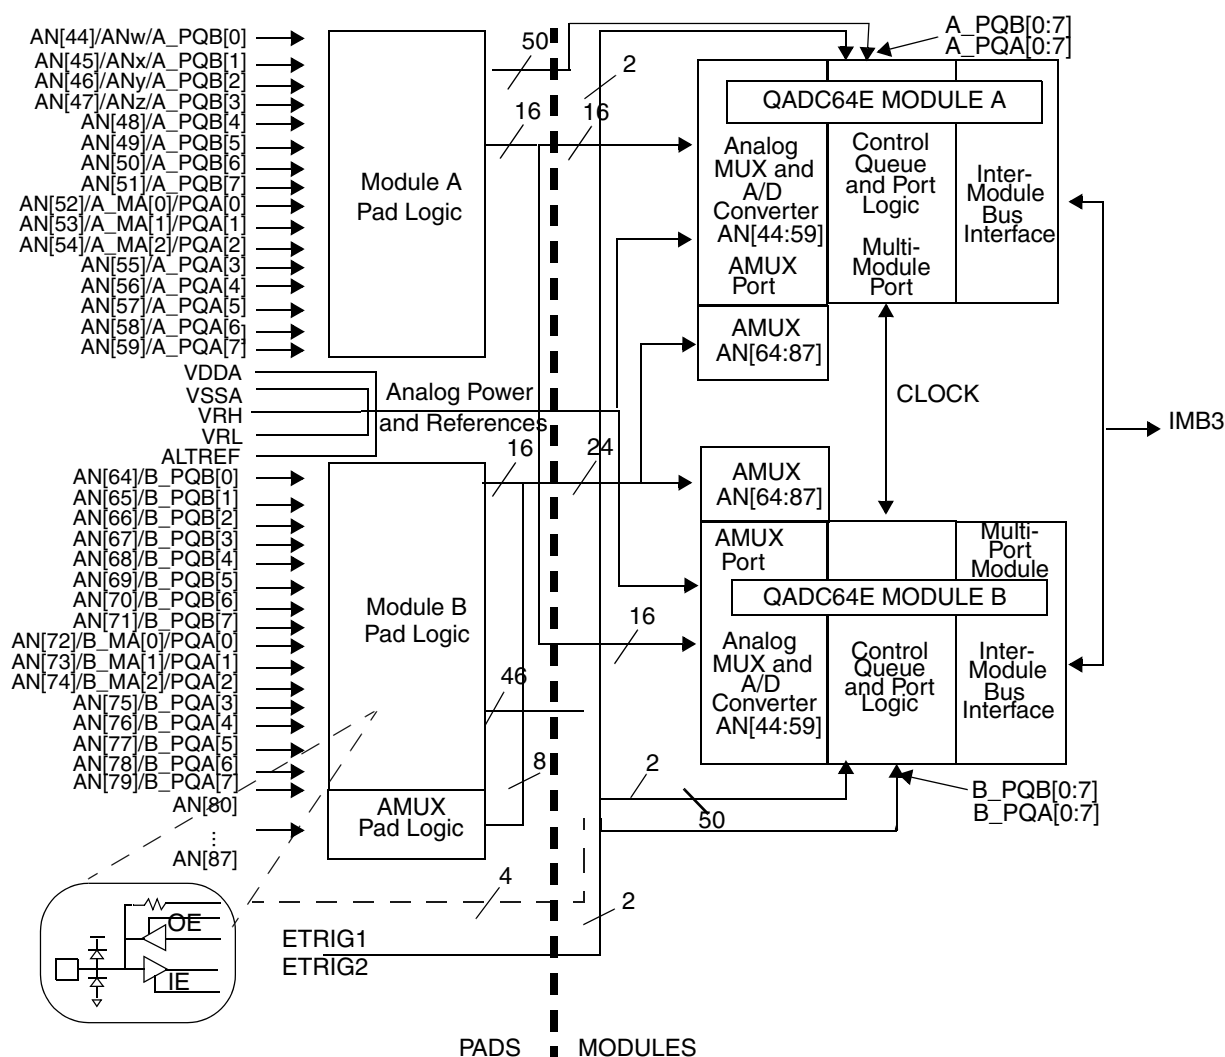 AN[44]/ANw/A_PQB[0]
AN[45]/ANx/A_PQB[1]
AN[46]/ANy/A_PQB[2]
AN[47]/ANz/A_PQB[3]
AN[48]/A_PQB[4]
AN[49]/A_PQB[5]
AN[50]/A_PQB[6]
AN[51]/A_PQB[7]
AN[52]/A_MA[0]/PQA[0]
AN[53]/A_MA[1]/PQA[1]
AN[54]/A_MA[2]/PQA[2]
AN[55]/A_PQA[3]
AN[56]/A_PQA[4]
AN[57]/A_PQA[5]
AN[58]/A_PQA[6]
AN[59]/A_PQA[7]
VDDA
VSSA
VRH
VRL
ALTREF
AN[64]/B_PQB[0]
AN[65]/B_PQB[1]
AN[66]/B_PQB[2]
AN[67]/B_PQB[3]
AN[68]/B_PQB[4]
AN[69]/B_PQB[5]
AN[70]/B_PQB[6]
AN[71]/B_PQB[7]
AN[72]/B_MA[0]/PQA[0]
AN[73]/B_MA[1]/PQA[1]
AN[74]/B_MA[2]/PQA[2]
AN[75]/B_PQA[3]
AN[76]/B_PQA[4]
AN[77]/B_PQA[5]
AN[78]/B_PQA[6]
AN[79]/B_PQA[7]
AN[80]
...
AN[87]
OE
IE
Module A
Pad Logic
Analog Power
and References
Module B
Pad Logic
AMUX
Pad Logic
ETRIG1
ETRIG2
50
2
16
16
16
24
16
46
8
2
50
4
2
A_PQB[0:7]
A_PQA[0:7]
QADC64E MODULE A
Analog
MUX and
A/D
Converter
AN[44:59]
AMUX
Port
Control
Queue
and Port
Logic
Multi-
Module
Port
Inter-
Module
Bus
Interface
AMUX
AN[64:87]
CLOCK
IMB3
AMUX
AN[64:87]
AMUX
Port
Multi-
Port
Module
QADC64E MODULE B
Analog
MUX and
A/D
Converter
AN[44:59]
Control
Queue
and Port
Logic
Inter-
Module
Bus
Interface
B_PQB[0:7]
B_PQA[0:7]
PADS
MODULES